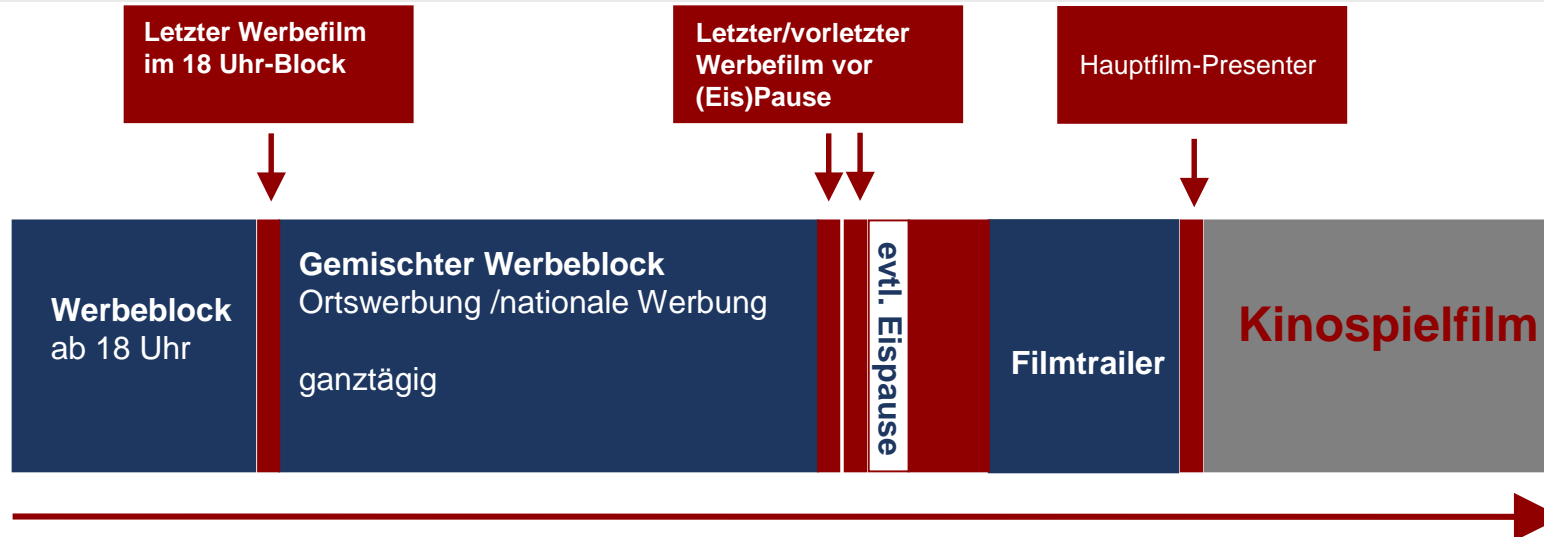 Letzter Werbefilm
im 18 Uhr-Block
Letzter/vorletzter
Werbefilm vor
(Eis)Pause
Hauptfilm-Presenter
Werbeblock
ab 18 Uhr
Gemischter Werbeblock
Ortswerbung /nationale Werbung
ganztägig
evtl. Eispause
Filmtrailer
Kinospielfilm